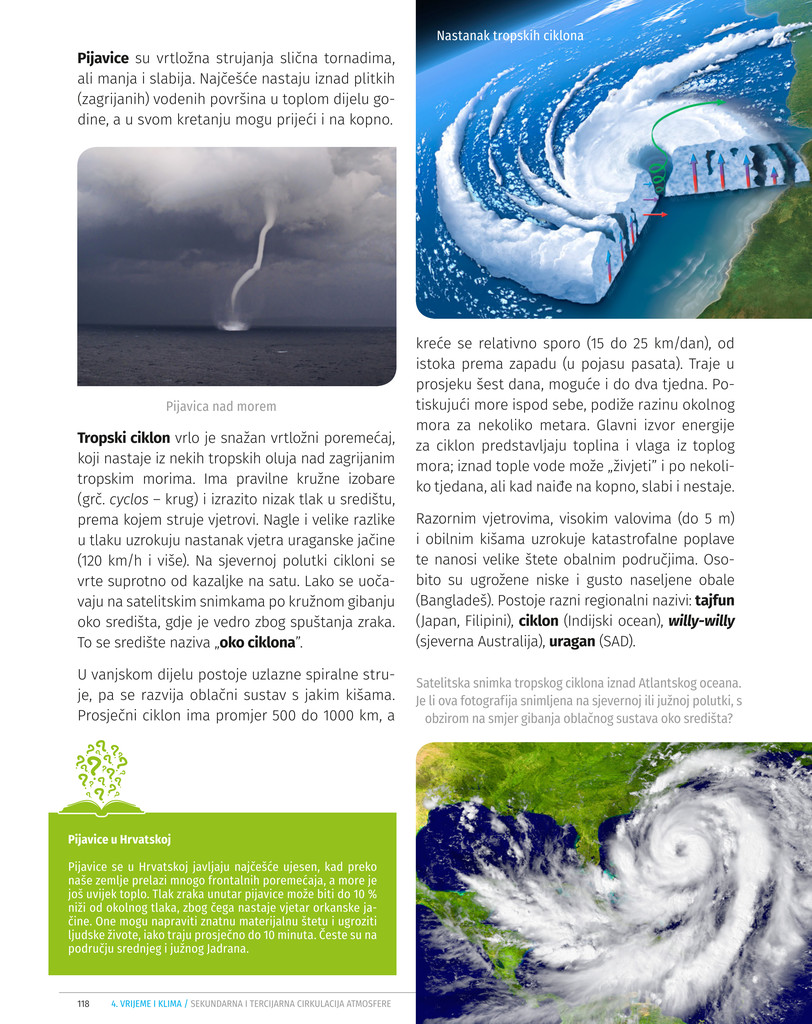 Pijavice su vrtložna strujanja slična tornadima,
ali manja i slabija. Najčešće nastaju iznad plitkih
(zagrijanih) vodenih površina u toplom dijelu go-
dine, a u svom kretanju mogu prijeći i na kopno.
Pijavica nad morem
Tropski ciklon vrlo je snažan vrtložni poremećaj,
koji nastaje iz nekih tropskih oluja nad zagrijanim
tropskim morima. Ima pravilne kružne izobare
(grč. cyclos – krug) i izrazito nizak tlak u središtu,
prema kojem struje vjetrovi. Nagle i velike razlike
u tlaku uzrokuju nastanak vjetra uraganske jačine
(120 km/h i više). Na sjevernoj polutki cikloni se
vrte suprotno od kazaljke na satu. Lako se uoča-
vaju na satelitskim snimkama po kružnom gibanju
oko središta, gdje je vedro zbog spuštanja zraka.
To se središte naziva „oko ciklona”.
U vanjskom dijelu postoje uzlazne spiralne stru-
je, pa se razvija oblačni sustav s jakim kišama.
Prosječni ciklon ima promjer 500 do 1000 km, a
Pijavice u Hrvatskoj
Pijavice se u Hrvatskoj javljaju najčešće ujesen, kad preko
naše zemlje prelazi mnogo frontalnih poremećaja, a more je
još uvijek toplo. Tlak zraka unutar pijavice može biti do 10 %
niži od okolnog tlaka, zbog čega nastaje vjetar orkanske ja-
čine. One mogu napraviti znatnu materijalnu štetu i ugroziti
ljudske živote, iako traju prosječno do 10 minuta. Česte su na
području srednjeg i južnog Jadrana.
Nastanak tropskih ciklona
kreće se relativno sporo (15 do 25 km/dan), od
istoka prema zapadu (u pojasu pasata). Traje u
prosjeku šest dana, moguće i do dva tjedna. Po-
tiskujući more ispod sebe, podiže razinu okolnog
mora za nekoliko metara. Glavni izvor energije
za ciklon predstavljaju toplina i vlaga iz toplog
mora; iznad tople vode može „živjeti” i po nekoli-
ko tjedana, ali kad naiđe na kopno, slabi i nestaje.
Razornim vjetrovima, visokim valovima (do 5 m)
i obilnim kišama uzrokuje katastrofalne poplave
te nanosi velike štete obalnim područjima. Oso-
bito su ugrožene niske i gusto naseljene obale
(Bangladeš). Postoje razni regionalni nazivi: tajfun
(Japan, Filipini), ciklon (Indijski ocean), willy-willy
(sjeverna Australija), uragan (SAD).
Satelitska snimka tropskog ciklona iznad Atlantskog oceana.
Je li ova fotografija snimljena na sjevernoj ili južnoj polutki, s
obzirom na smjer gibanja oblačnog sustava oko središta?
118 4. VRIJEME I KLIMA / SEKUNDARNA I TERCIJARNA CIRKULACIJA ATMOSFERE